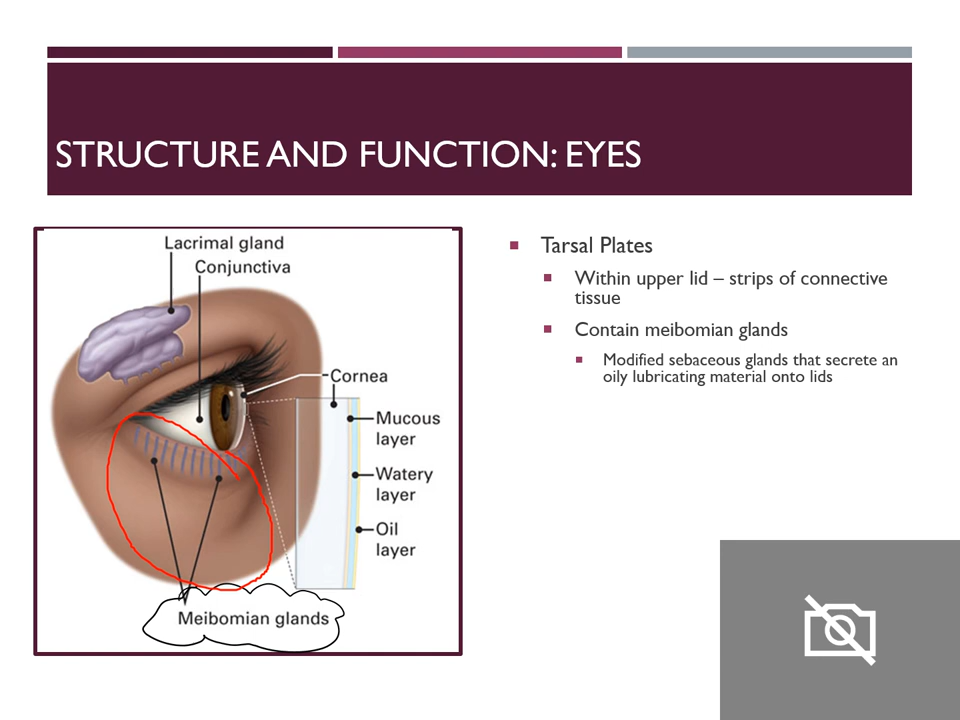 STRUCTURE AND FUNCTION: EYES
Lacrimal gland
Conjunctiva
Cornea
Mucous
layer
Watery
layer
Oil
layer
Meibomian glands
Tarsal Plates
Within upper lid – strips of connective
tissue
Contain meibomian glands
Modified sebaceous glands that secrete an
oily lubricating material onto lids